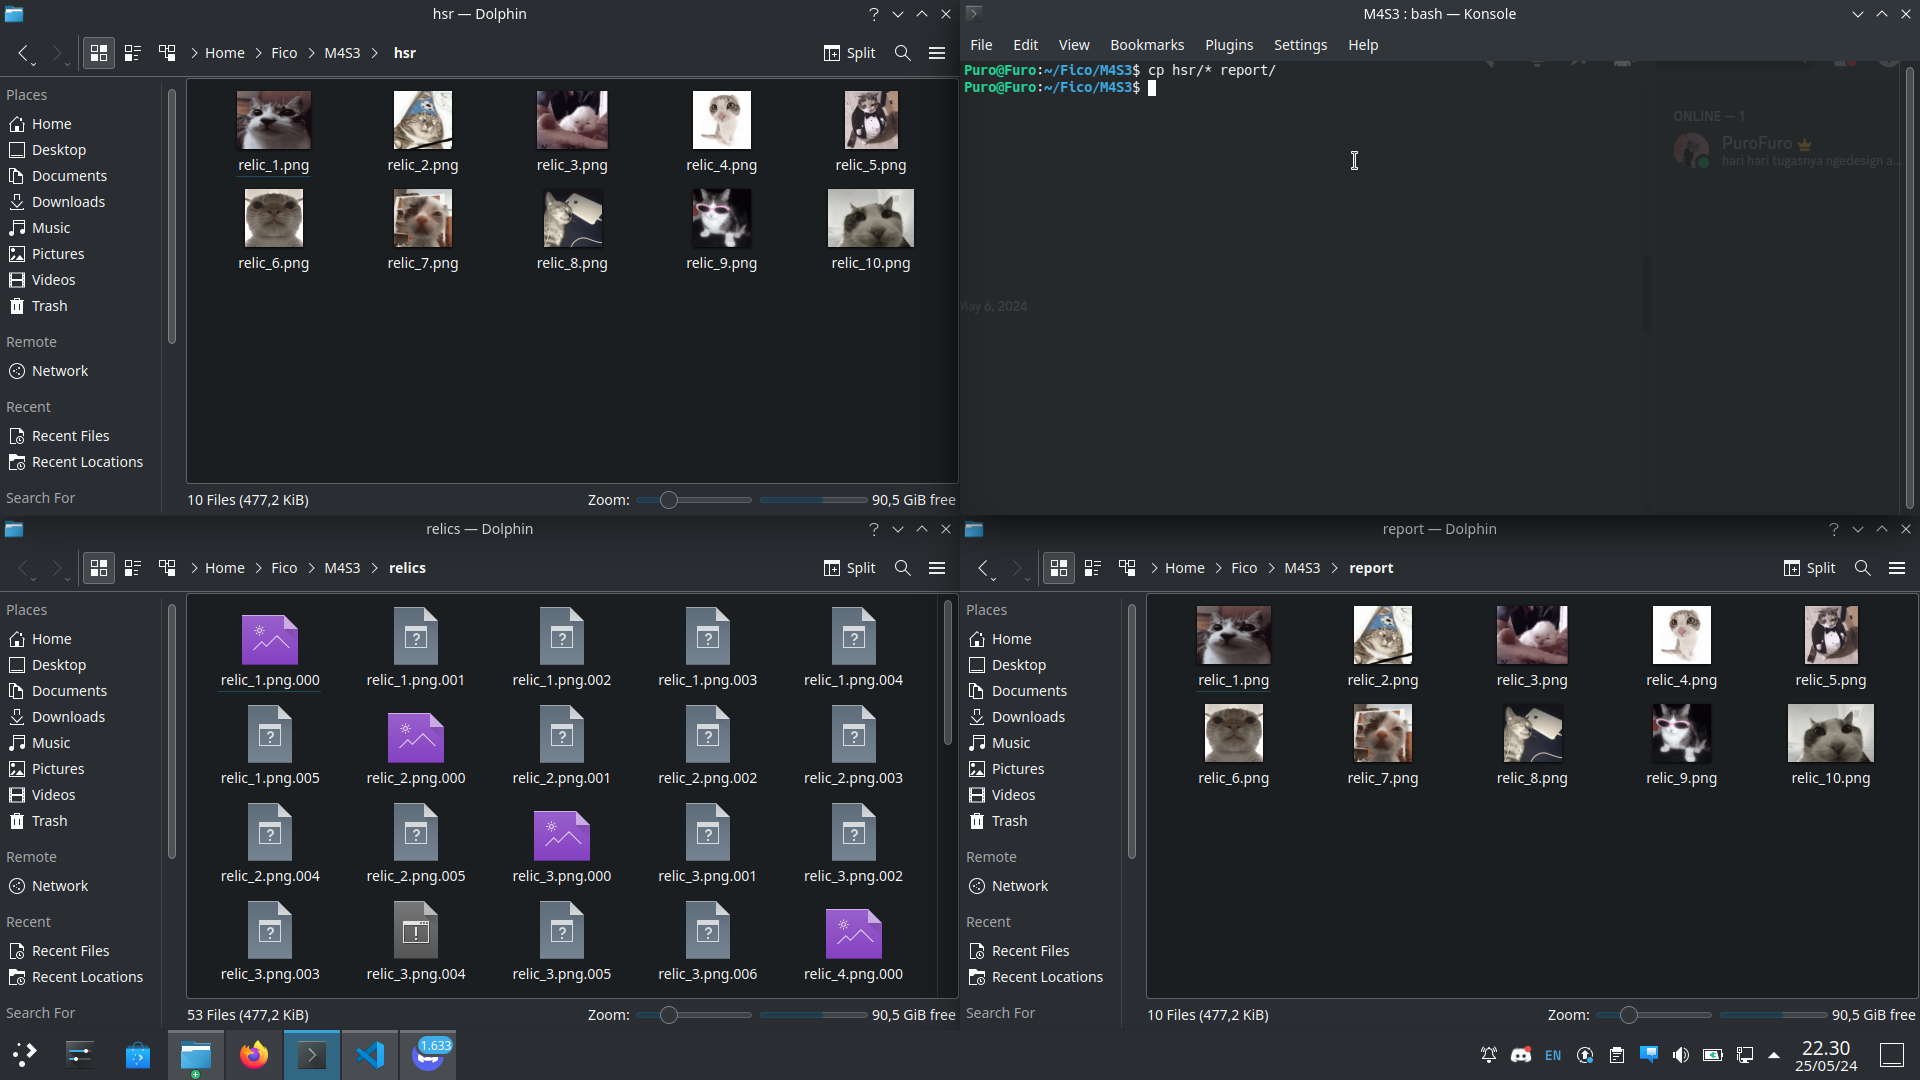 hsr — Dolphin
Home Fico M4S3 hsr
Split
Places
Home
Desktop
Documents
Downloads
Music
Pictures
Videos
Trash
Remote
Network
Recent
Recent Files
Recent Locations
Search For
relic_1.png relic_2.png relic_3.png relic_4.png relic_5.png
relic_6.png relic_7.png relic_8.png relic_9.png relic_10.png
10 Files (477,2 KiB)
Zoom:
90,5 GiB free
M4S3 : bash — Konsole
File Edit View Bookmarks Plugins Settings Help
Puro@Furo:~/Fico/M4S3$ cp hsr/* report/
Puro@Furo:~/Fico/M4S3$
ONLINE — 1
PuroFuro
hari hari tugasnya ngedesign a...
May 6, 2024
relics — Dolphin
Home Fico M4S3 relics
Split
Places
Home
Desktop
Documents
Downloads
Music
Pictures
Videos
Trash
Remote
Network
Recent
Recent Files
Recent Locations
Search For
relic_1.png.000 relic_1.png.001 relic_1.png.002 relic_1.png.003 relic_1.png.004
relic_1.png.005 relic_2.png.000 relic_2.png.001 relic_2.png.002 relic_2.png.003
relic_2.png.004 relic_2.png.005 relic_3.png.000 relic_3.png.001 relic_3.png.002
relic_3.png.003 relic_3.png.004 relic_3.png.005 relic_3.png.006 relic_4.png.000
53 Files (477,2 KiB)
Zoom:
90,5 GiB free
report — Dolphin
Home Fico M4S3 report
Split
Places
Home
Desktop
Documents
Downloads
Music
Pictures
Videos
Trash
Remote
Network
Recent
Recent Files
Recent Locations
Search For
relic_1.png relic_2.png relic_3.png relic_4.png relic_5.png
relic_6.png relic_7.png relic_8.png relic_9.png relic_10.png
10 Files (477,2 KiB)
Zoom:
90,5 GiB free
1.633
EN
22.30
25/05/24